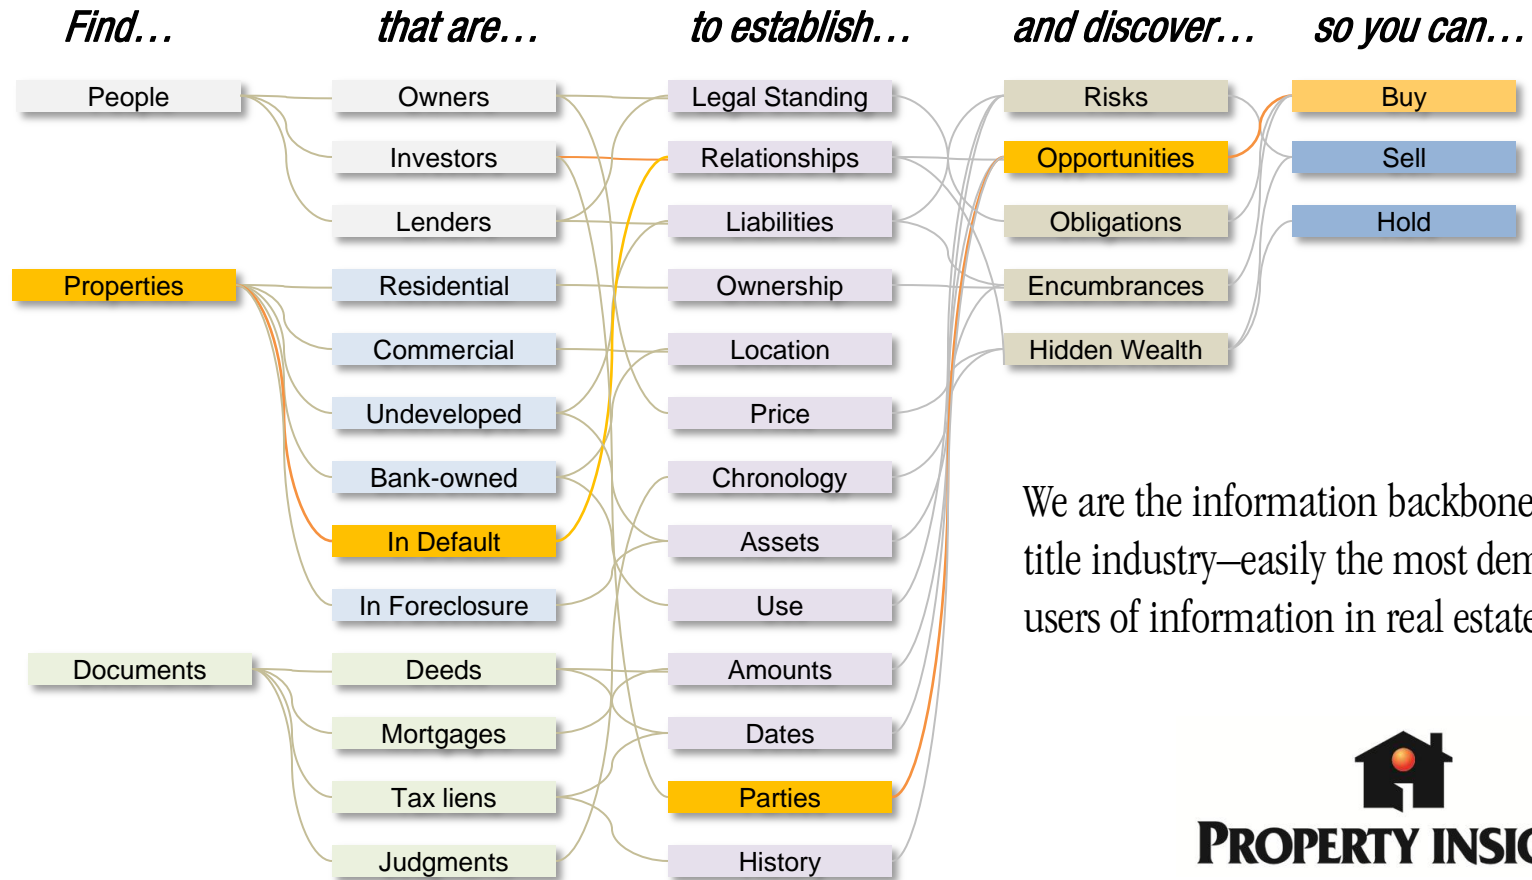 Find…
that are…
to establish…
and discover…
so you can…
People
Owners
Legal Standing
Risks
Buy
Investors
Relationships
Opportunities
Sell
Lenders
Liabilities
Obligations
Hold
Properties
Residential
Ownership
Encumbrances
Commercial
Location
Hidden Wealth
Undeveloped
Price
Bank-owned
Chronology
In Default
Assets
In Foreclosure
Use
Documents
Deeds
Amounts
Mortgages
Dates
Tax liens
Parties
Judgments
History
We are the information backbone
title industry–easily the most
users of information in real estate
PROPERTY